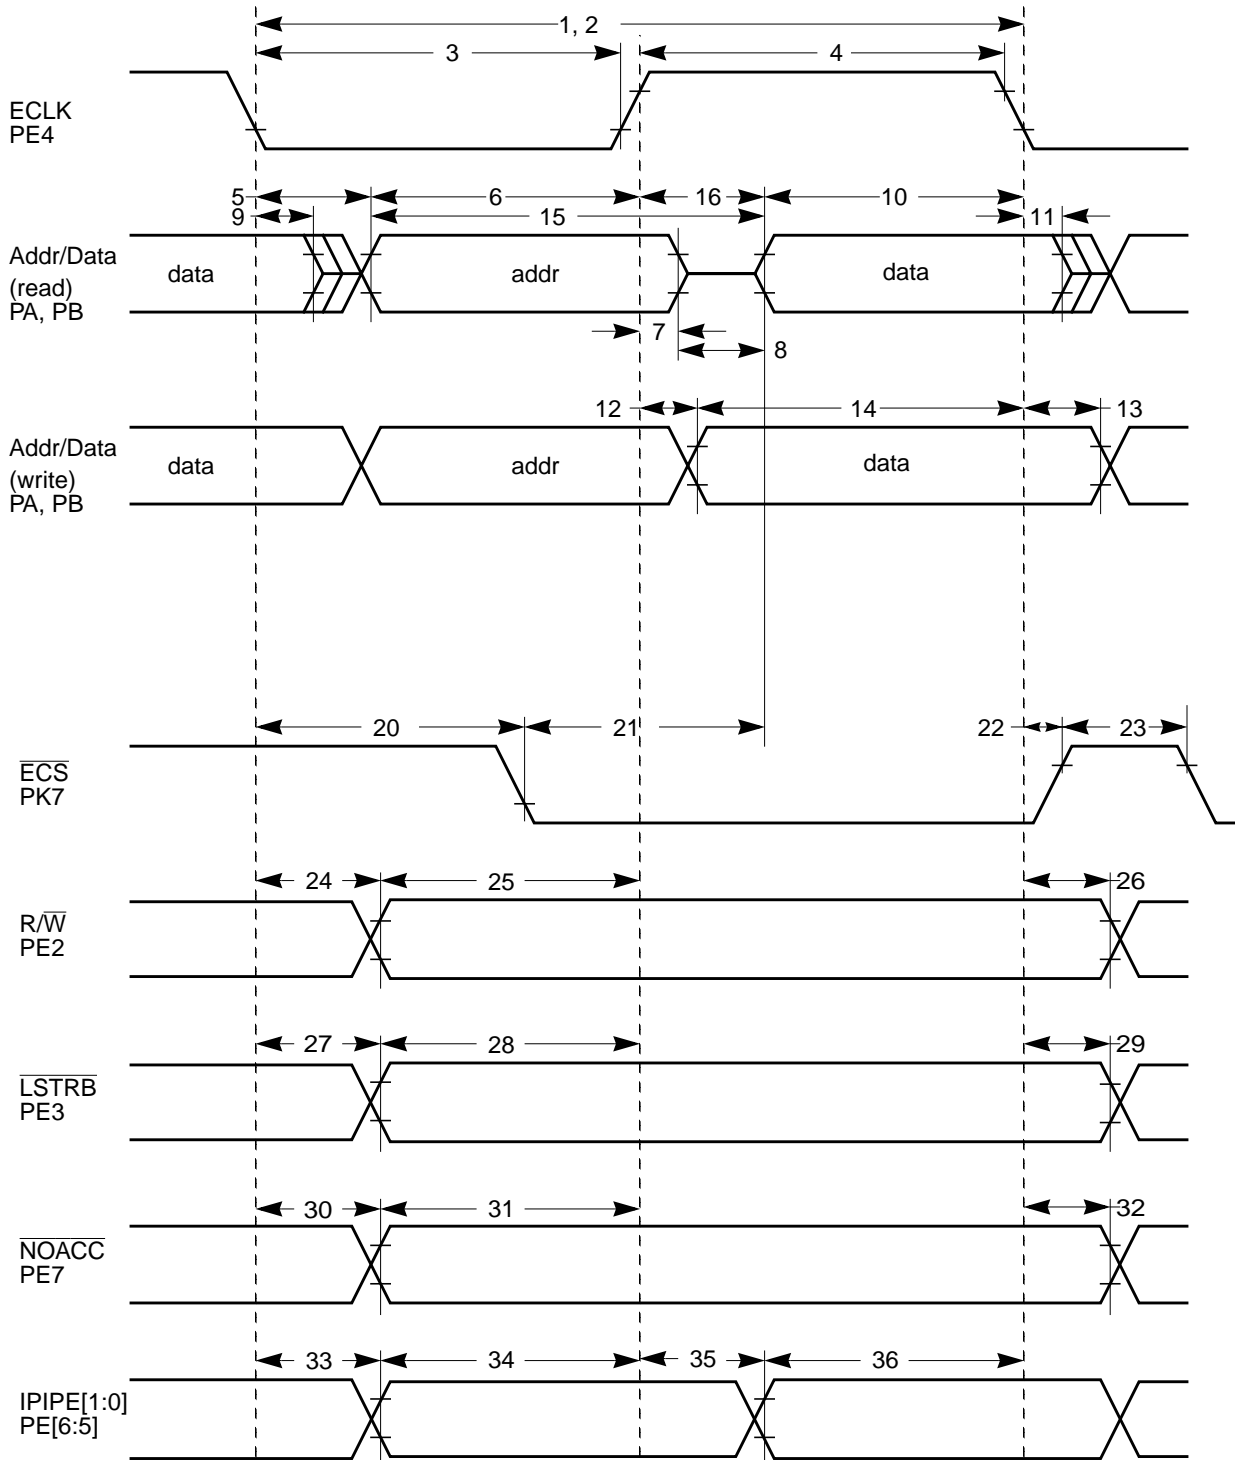 1, 2
3
4
ECLK
PE4
5
6
16
10
9
15
11
Addr/Data
(read)
PA, PB
data
addr
data
7
8
12
14
13
Addr/Data
(write)
PA, PB
data
addr
data
20
21
22
23
ECS
PK7
24
25
26
R/W
PE2
27
28
29
LSTRB
PE3
30
31
32
NOACC
PE7
33
34
35
36
IPIPE[1:0]
PE[6:5]